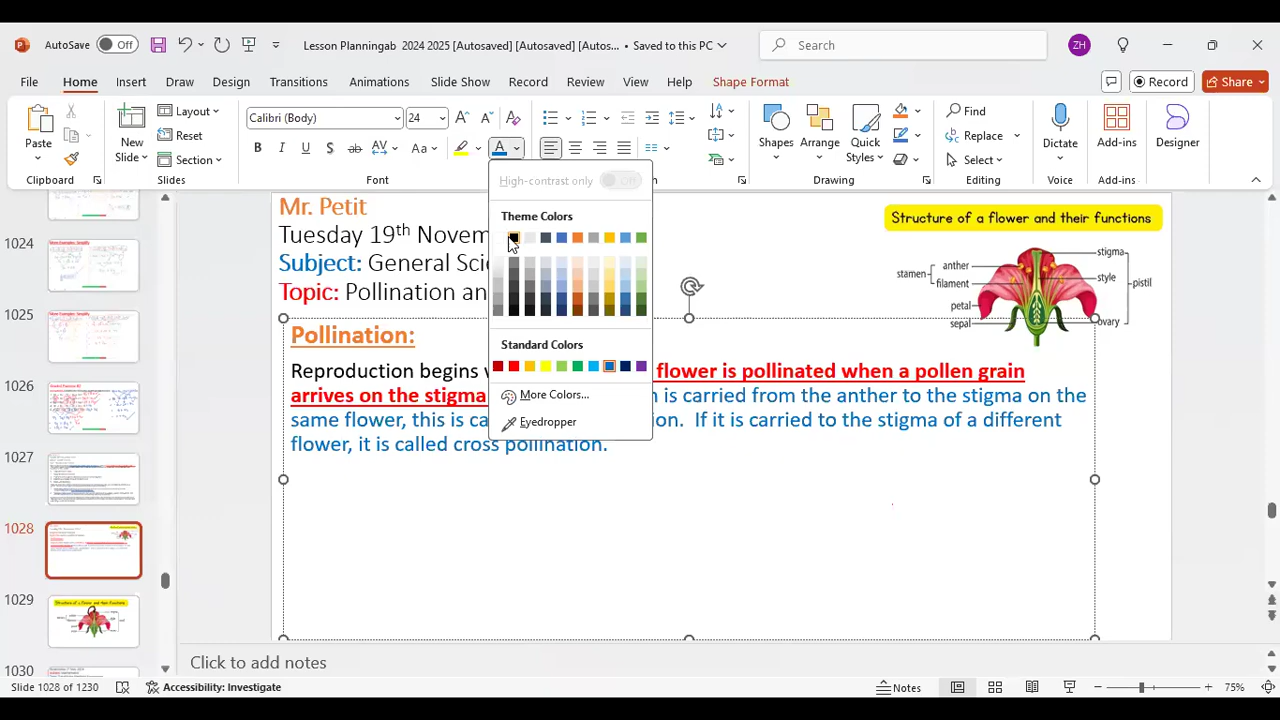 AutoSave Off Lesson Planningab 2024 2025 [Autosaved] [Autosaved] [Autos... • Saved to this PC Search ZH
File Home Insert Draw Design Transitions Animations Slide Show Record Review View Help Shape Format Record Share
Paste New Slide Layout Reset Section Calibri (Body) 24 Shapes Arrange Quick Styles Find Replace Select Dictate Add-ins Designer
Clipboard Slides Font Drawing Editing Voice Add-ins
High-contrast only Off
Theme Colors
Standard Colors
More Colors...
Eyedropper
1024
1025
1026
1027
1028
1029
1030
Mr. Petit
Tuesday 19th Novem
Subject: General Sci
Topic: Pollination an
Structure of a flower and their functions
stamen anther filament petal sepal stigma style pistil ovary
Pollination:
Reproduction begins flower is pollinated when a pollen grain
arrives on the stigma is carried from the anther to the stigma on the
same flower, this is ca ion. If it is carried to the stigma of a different
flower, it is called cross pollination.
Click to add notes
Slide 1028 of 1230 Accessibility: Investigate Notes 75%